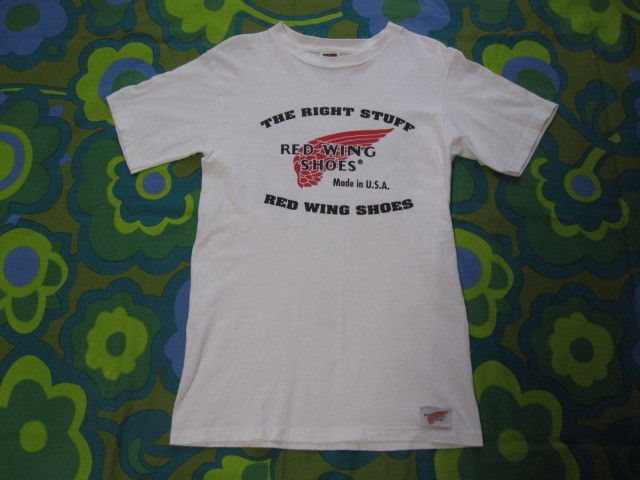 THE RIGHT STUFF
RED WING
SHOES®
Made in U.S.A.
RED WING SHOES